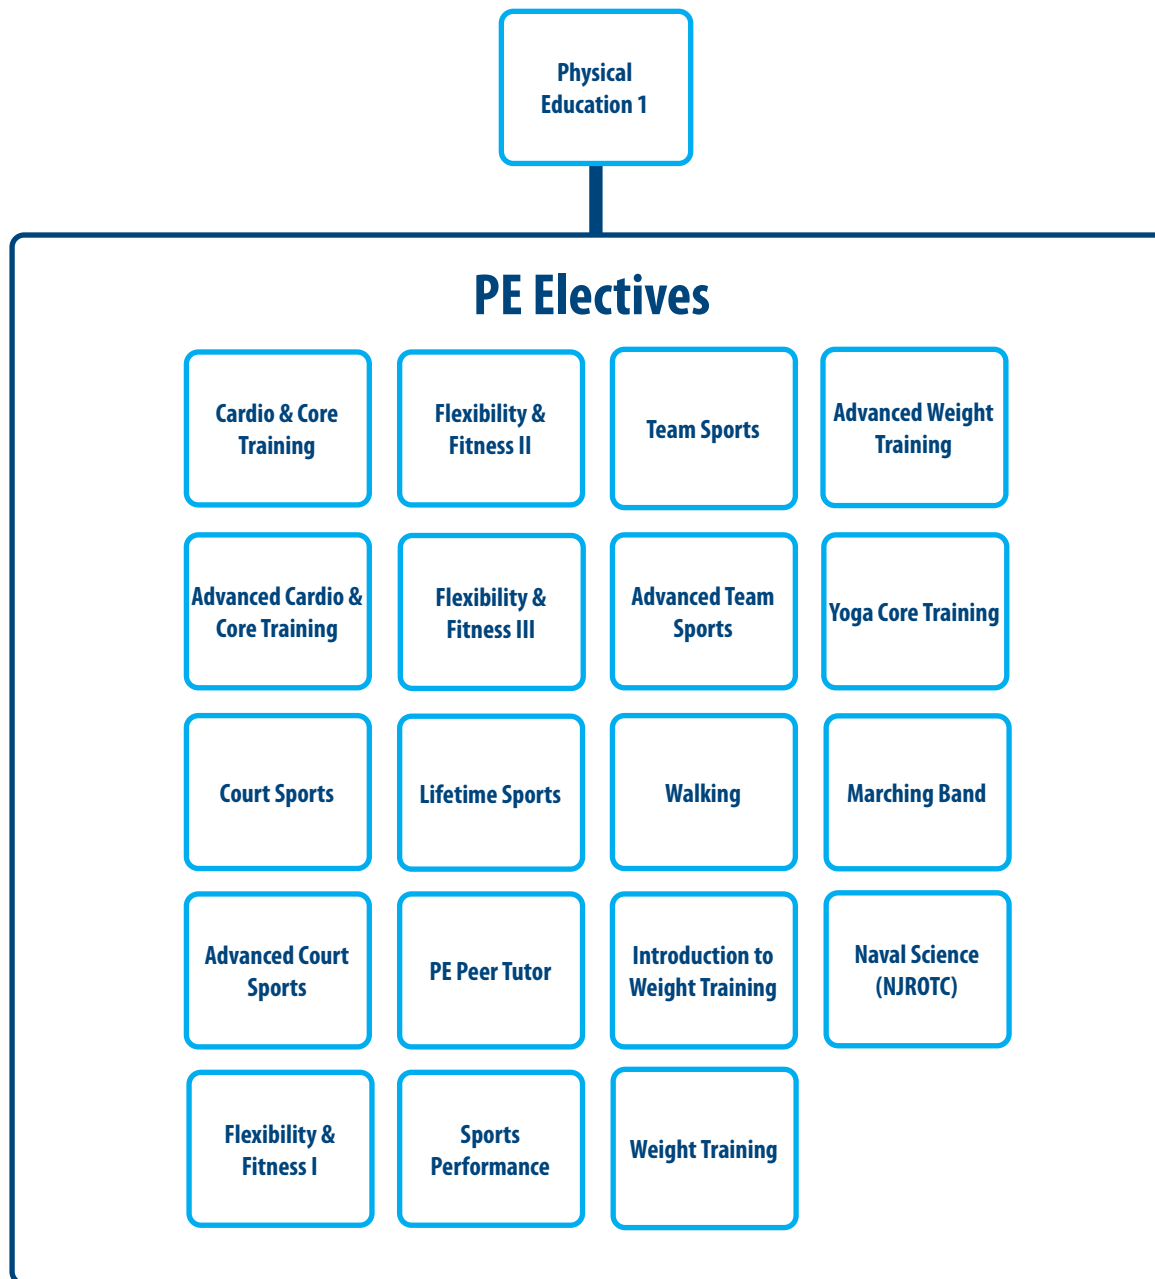 Physical
Education 1
PE Electives
Cardio & Core
Training
Flexibility &
Fitness II
Team Sports
Advanced Weight
Training
Advanced Cardio &
Core Training
Flexibility &
Fitness III
Advanced Team
Sports
Yoga Core Training
Court Sports
Lifetime Sports
Walking
Marching Band
Advanced Court
Sports
PE Peer Tutor
Introduction to
Weight Training
Naval Science
(NJROTC)
Flexibility &
Fitness I
Sports
Performance
Weight Training